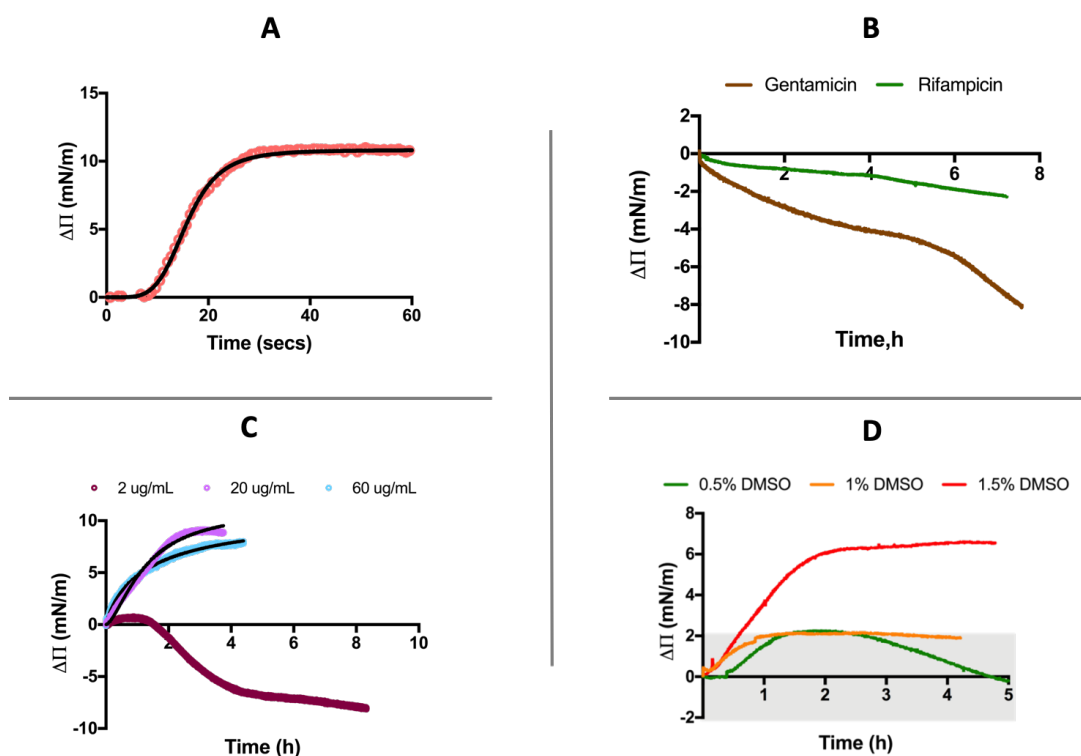 A
15
10
5
0
ΔΠ (mN/m)
0 20 40 60
Time (secs)
B
Gentamicin Rifampicin
2
0
-2
-4
-6
-8
-10
ΔΠ (mN/m)
2 4 6 8
Time,h
C
2 ug/mL 20 ug/mL 60 ug/mL
10
5
0
-5
-10
ΔΠ (mN/m)
2 4 6 8 10
Time (h)
D
0.5% DMSO 1% DMSO 1.5% DMSO
8
6
4
2
0
-2
ΔΠ (mN/m)
1 2 3 4 5
Time (h)